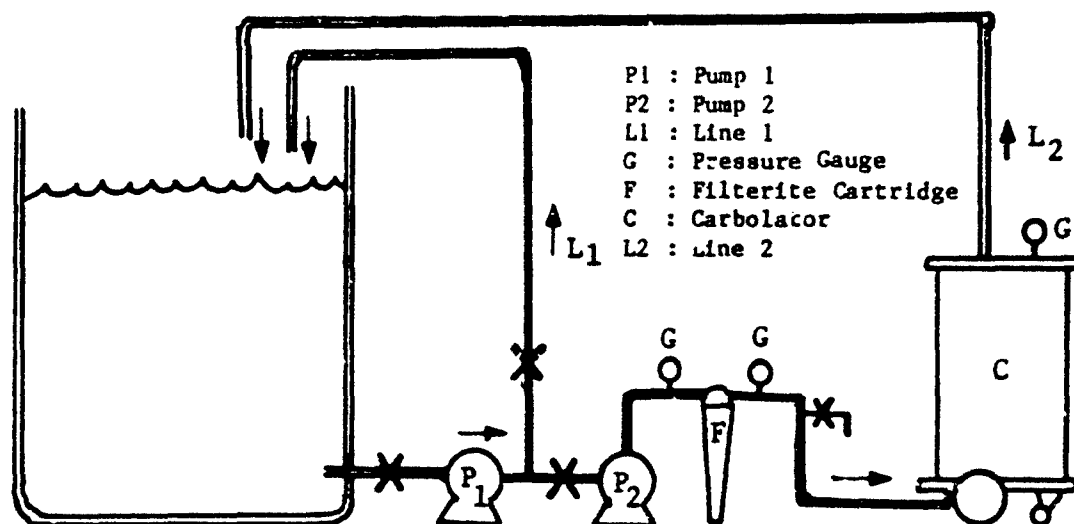 P1 : Pump 1
P2 : Pump 2
L1 : Line 1
G : Pressure Gauge
F : Filterite Cartridge
C : Carbolacor
L2 : Line 2
L2
G
L1
G
G
C
F
P1
P2